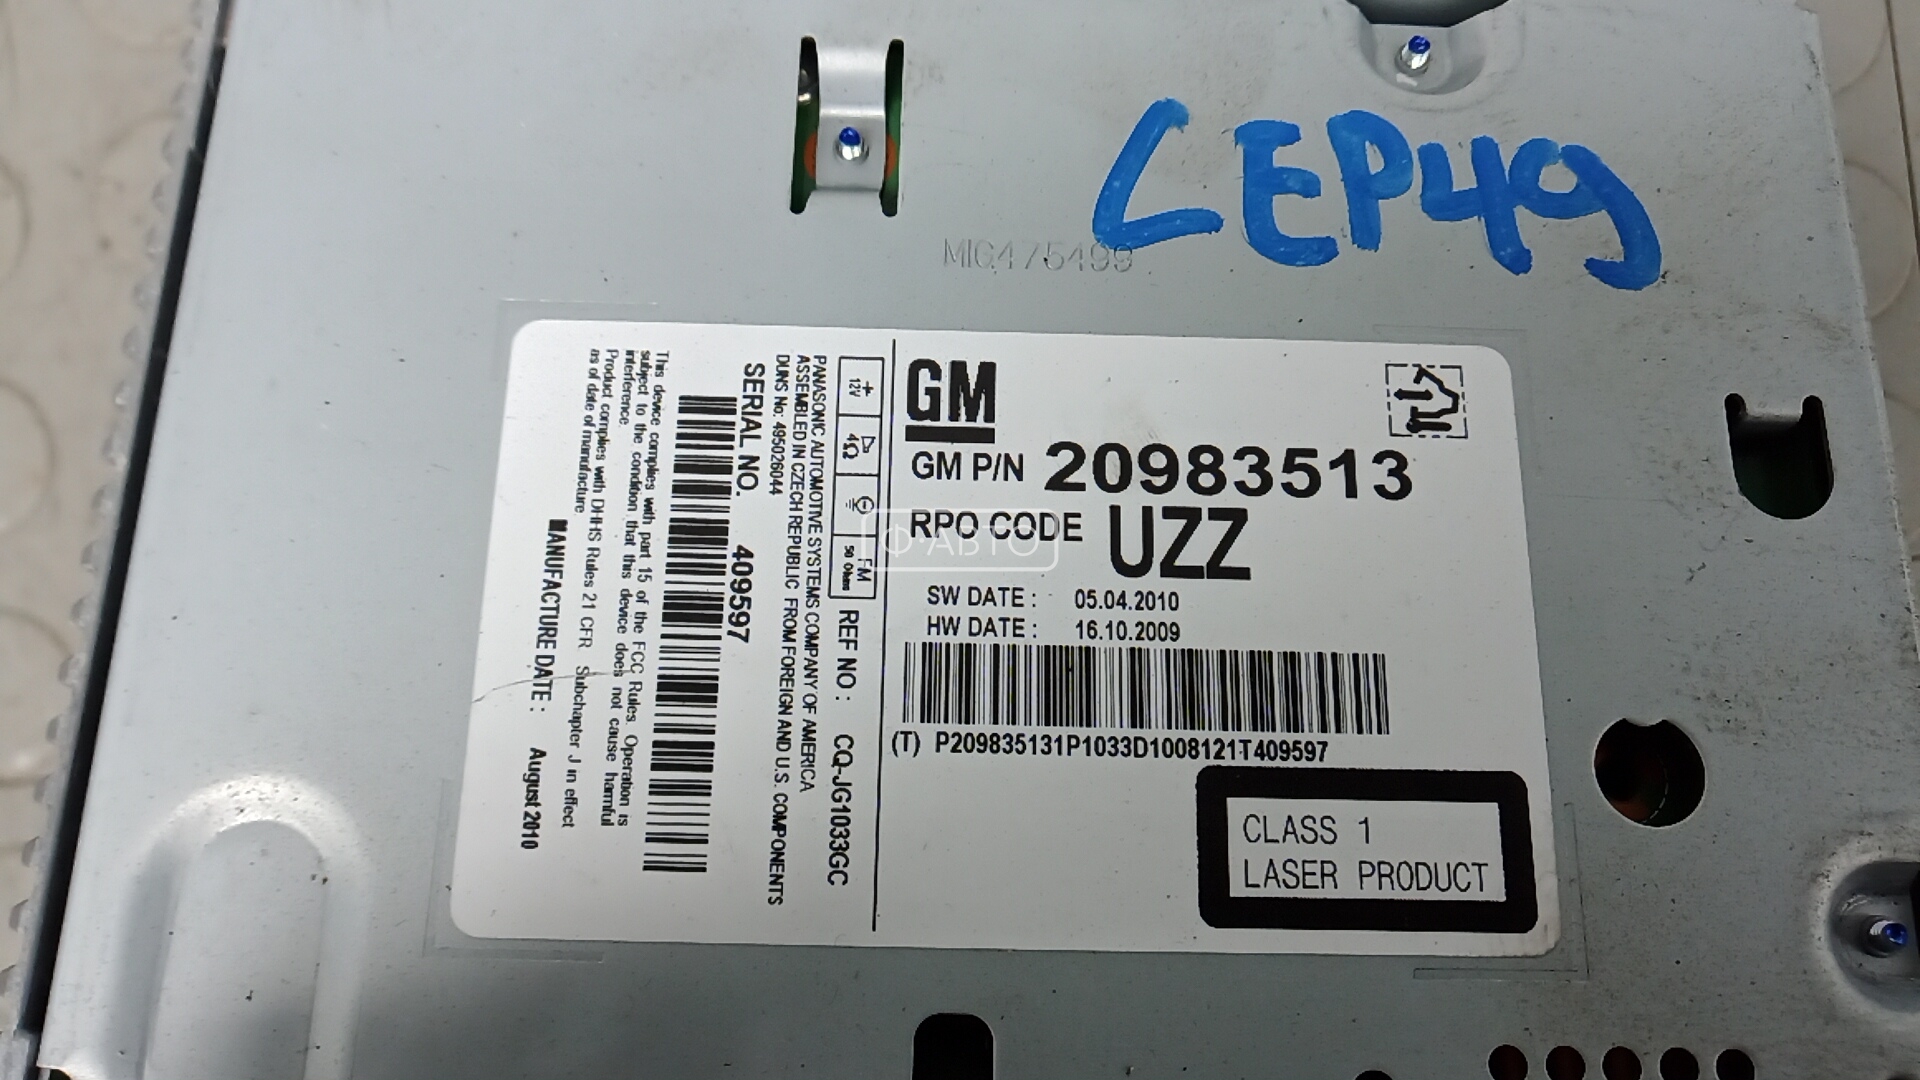 CEP49
MIG475499
GM
GM P/N 20983513
RPO CODE UZZ
Ф-АВТО
SW DATE : 05.04.2010
HW DATE : 16.10.2009
(T) P209835131P1033D1008121T409597
CLASS 1
LASER PRODUCT
+ 12V
4Ω
FM 50 Ohms
REF NO : CQ-JG1033GC
PANASONIC AUTOMOTIVE SYSTEMS COMPANY OF AMERICA
ASSEMBLED IN CZECH REPUBLIC FROM FOREIGN AND U.S. COMPONENTS
DUNS No: 495026044
SERIAL NO. 409597
This device complies with part 15 of the FCC Rules. Operation is
subject to the condition that this device does not cause harmful
interference.
Product complies with DHHS Rules 21 CFR Subchapter J in effect
as of date of manufacture.
MANUFACTURE DATE : August 2010